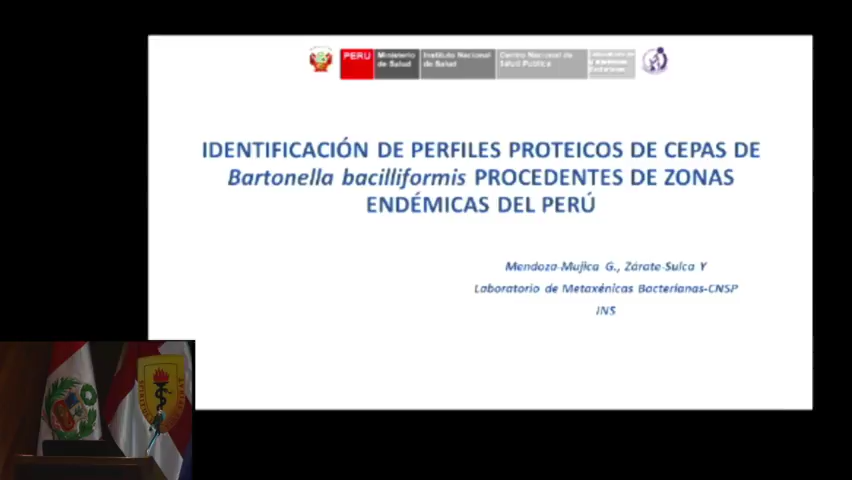 PERÚ
Ministerio
de Salud
Instituto Nacional
de Salud
Centro Nacional de
Salud Pública
IDENTIFICACIÓN DE PERFILES PROTEICOS DE CEPAS DE
Bartonella bacilliformis PROCEDENTES DE ZONAS
ENDÉMICAS DEL PERÚ
Mendoza-Mujica G., Zárate-Sulca Y
Laboratorio de Metaxénicas Bacterianas-CNSP
INS